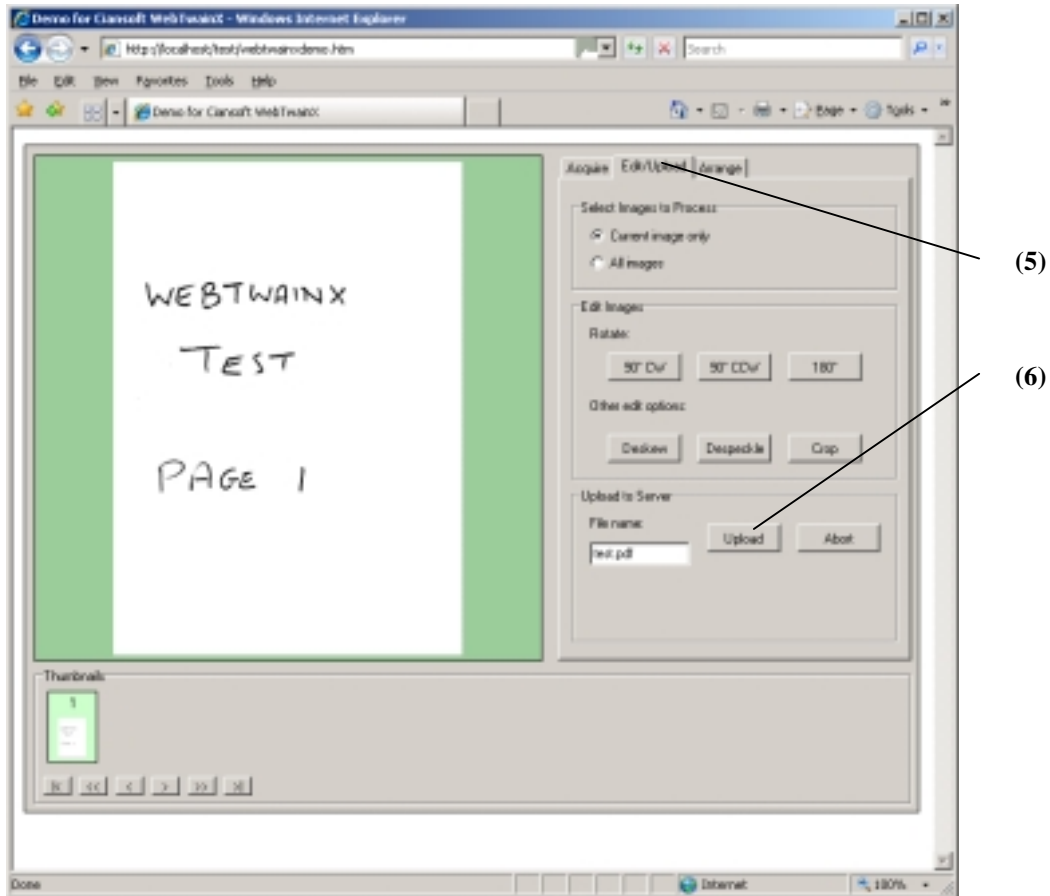 Demo for Ciansoft WebTwainX - Windows Internet Explorer
http://localhost/test/webtwainxdemo.htm
Search
File Edit View Favorites Tools Help
Demo for Ciansoft WebTwainX
Page Tools
Acquire Edit/Upload Arrange
Select Images to Process
Current image only
All images
(5)
WEBTWAINX
TEST
PAGE 1
Edit Images
Rotate:
90° CW 90° CCW 180°
(6)
Other edit options:
Deskew Despeckle Crop
Upload to Server
File name:
test.pdf
Upload Abort
Thumbnails
1
|< << < > >> >|
Done
Internet
100%